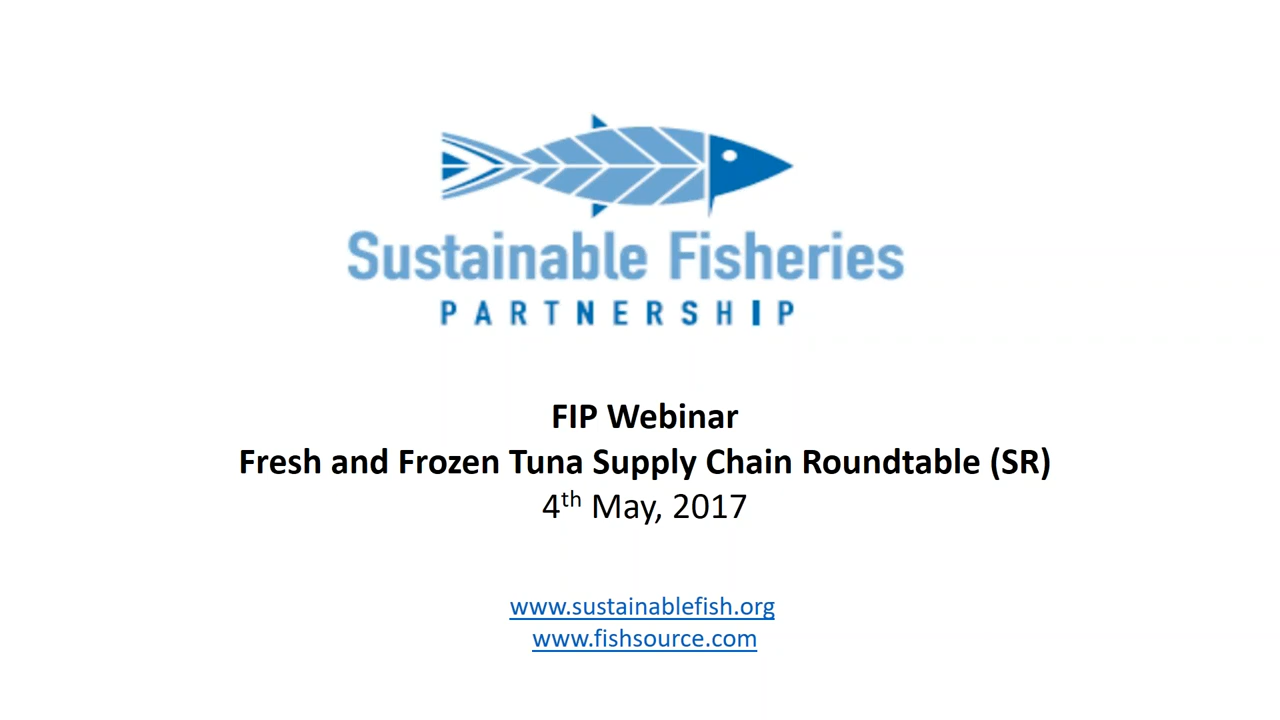 Sustainable Fisheries
PARTNERSHIP
FIP Webinar
Fresh and Frozen Tuna Supply Chain Roundtable (SR)
4th May, 2017
www.sustainablefish.org
www.fishsource.com